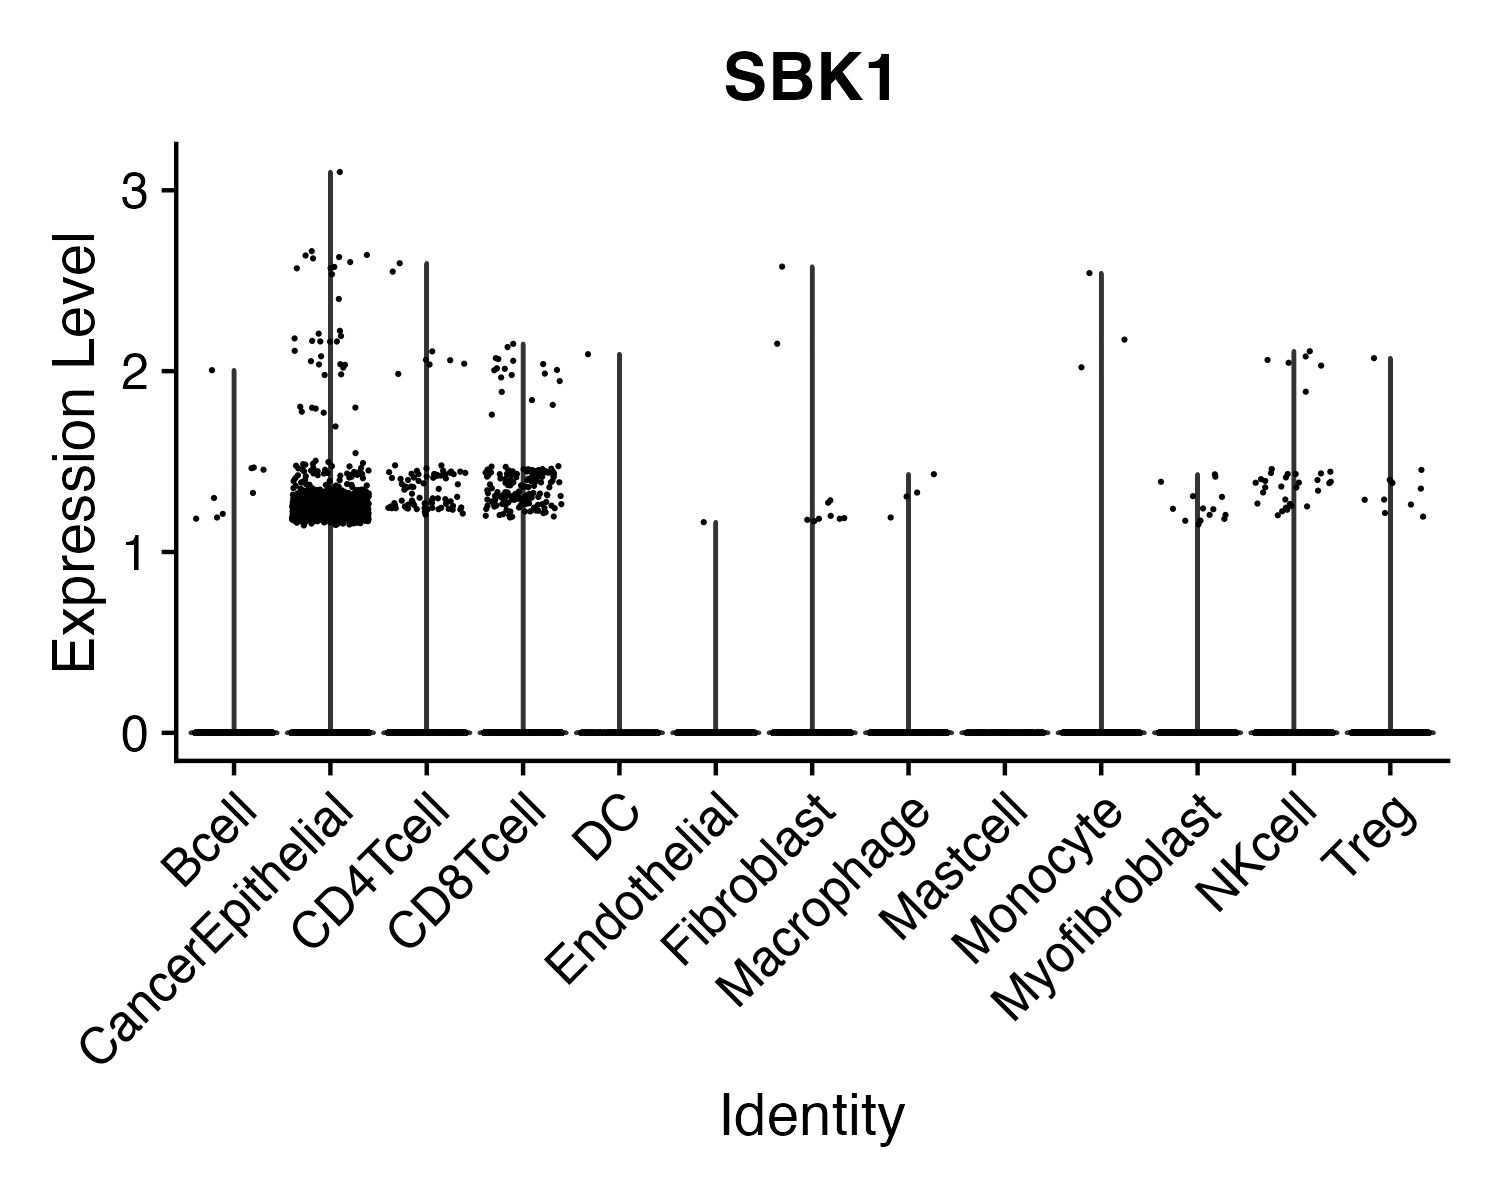 SBK1
Expression Level
3
2
1
0
Bcell
CancerEpithelial
CD4Tcell
CD8Tcell
DC
Endothelial
Fibroblast
Macrophage
Mastcell
Monocyte
Myofibroblast
NKcell
Treg
Identity